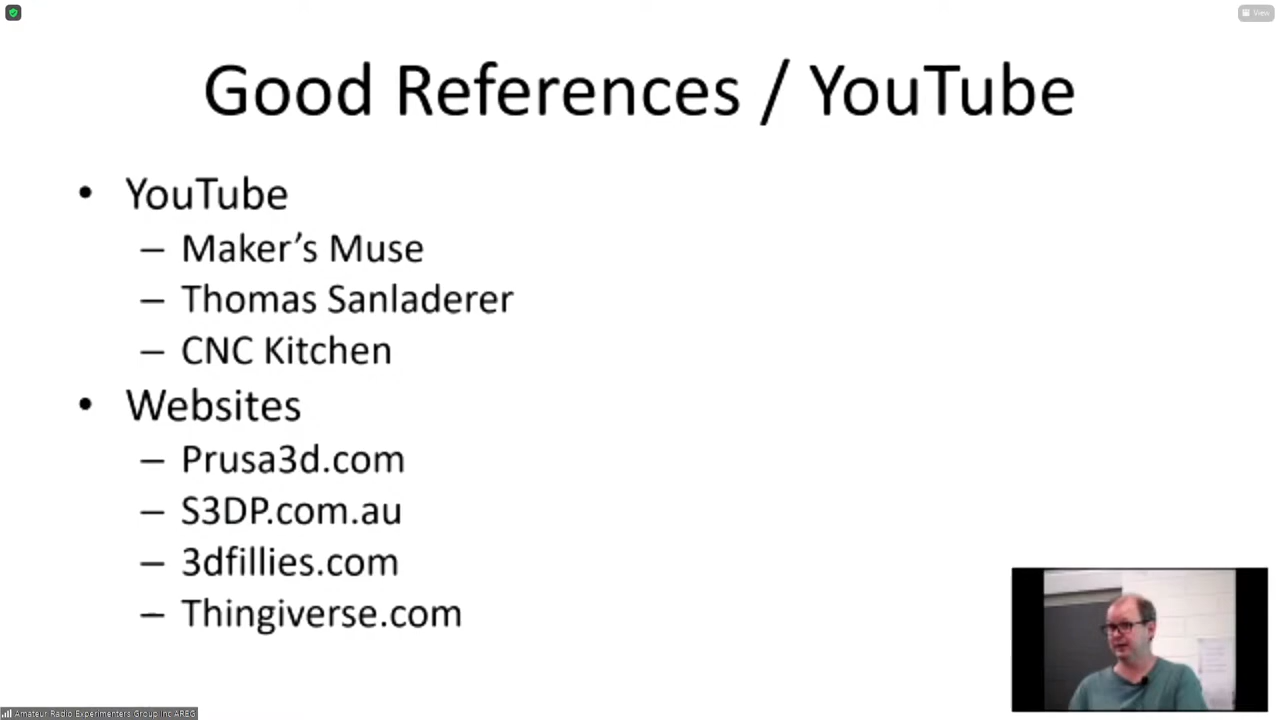 View
Good References / YouTube
• YouTube
– Maker’s Muse
– Thomas Sanladerer
– CNC Kitchen
• Websites
– Prusa3d.com
– S3DP.com.au
– 3dfillies.com
– Thingiverse.com
Amateur Radio Experimenters Group Inc AREG